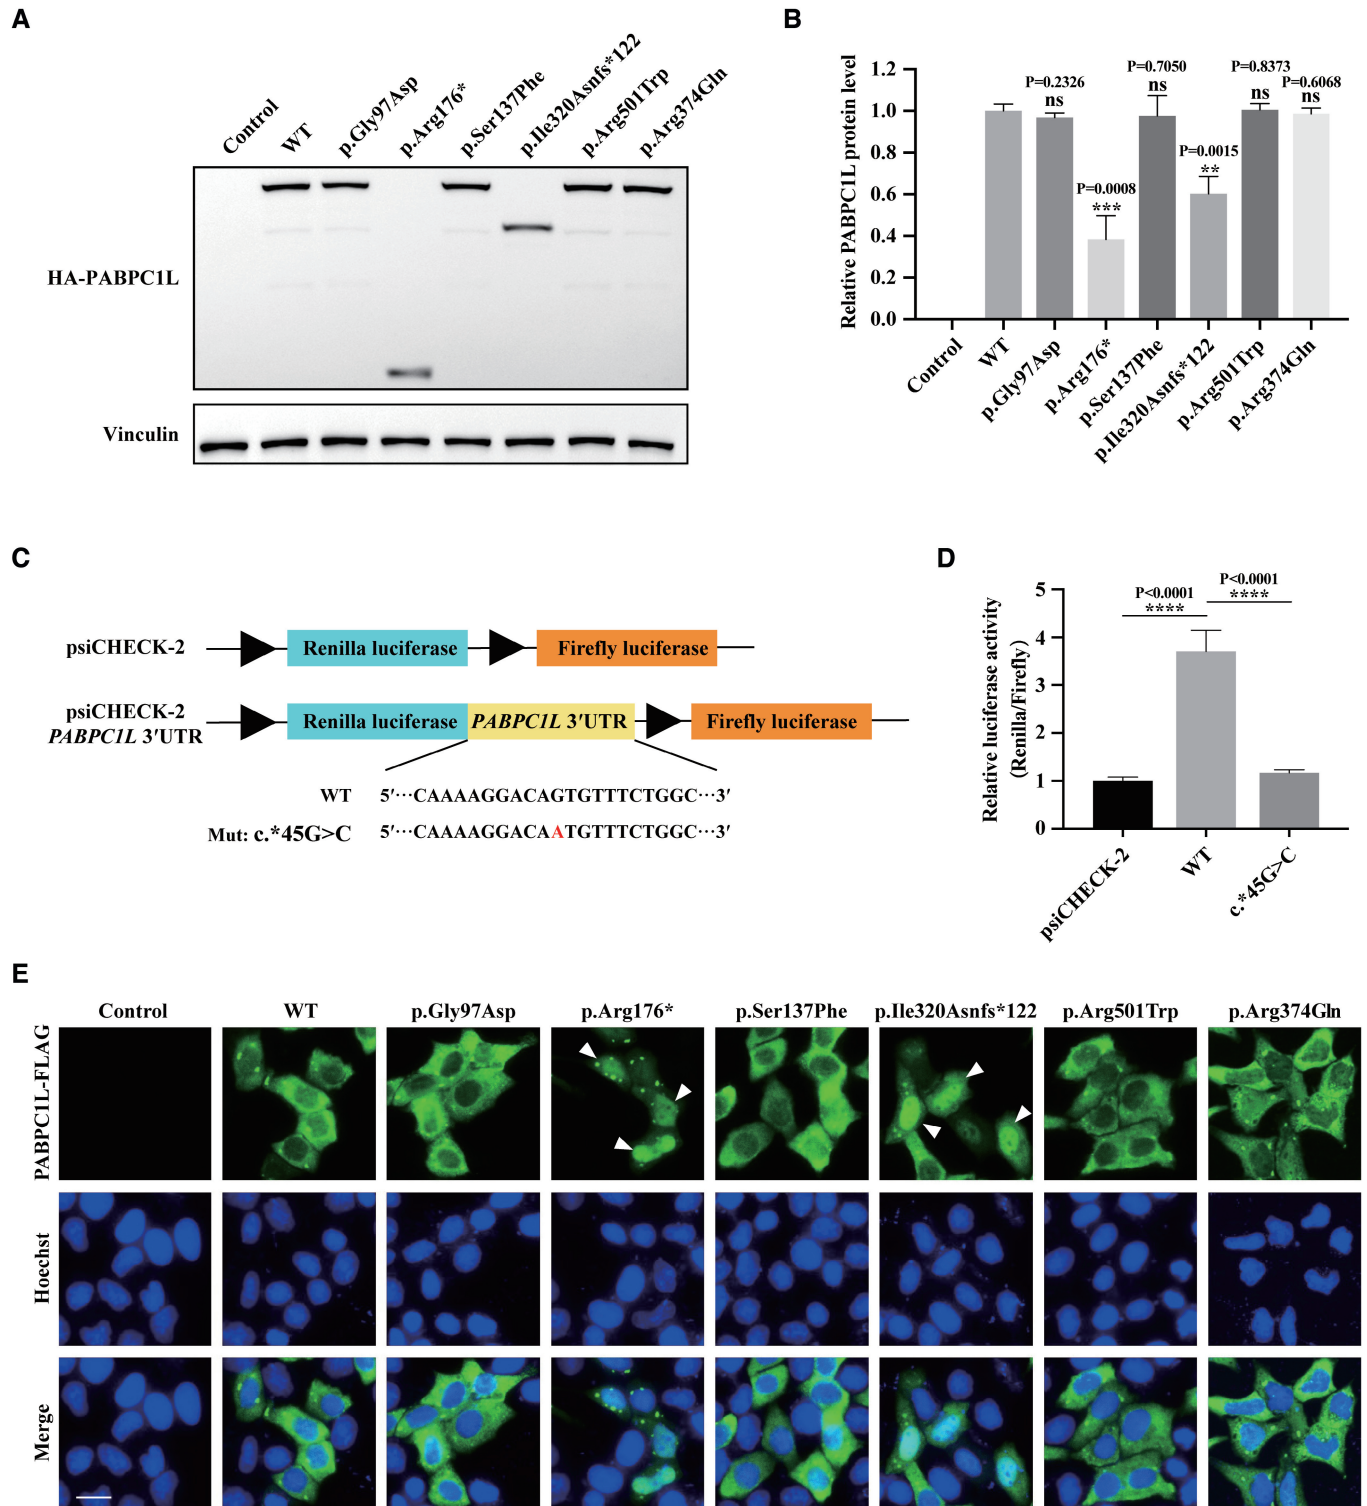 A
Control
WT
p.Gly97Asp
p.Arg176*
p.Ser137Phe
p.Ile320Asnfs*122
p.Arg501Trp
p.Arg374Gln
HA-PABPC1L
Vinculin
B
Relative PABPC1L protein level
1.2
1.0
0.8
0.6
0.4
0.2
0.0
P=0.2326
ns
P=0.0008
***
P=0.7050
ns
P=0.0015
**
P=0.8373
ns
P=0.6068
ns
Control
WT
p.Gly97Asp
p.Arg176*
p.Ser137Phe
p.Ile320Asnfs*122
p.Arg501Trp
p.Arg374Gln
C
psiCHECK-2
Renilla luciferase
Firefly luciferase
psiCHECK-2
PABPC1L 3′UTR
Renilla luciferase
PABPC1L 3′UTR
Firefly luciferase
WT 5′···CAAAAGGACAGTGTTTCTGGC···3′
Mut: c.*45G>C 5′···CAAAAGGACAATGTTTCTGGC···3′
D
Relative luciferase activity
(Renilla/Firefly)
5
4
3
2
1
0
P<0.0001
****
P<0.0001
****
psiCHECK-2
WT
c.*45G>C
E
Control
WT
p.Gly97Asp
p.Arg176*
p.Ser137Phe
p.Ile320Asnfs*122
p.Arg501Trp
p.Arg374Gln
PABPC1L-FLAG
Hoechst
Merge